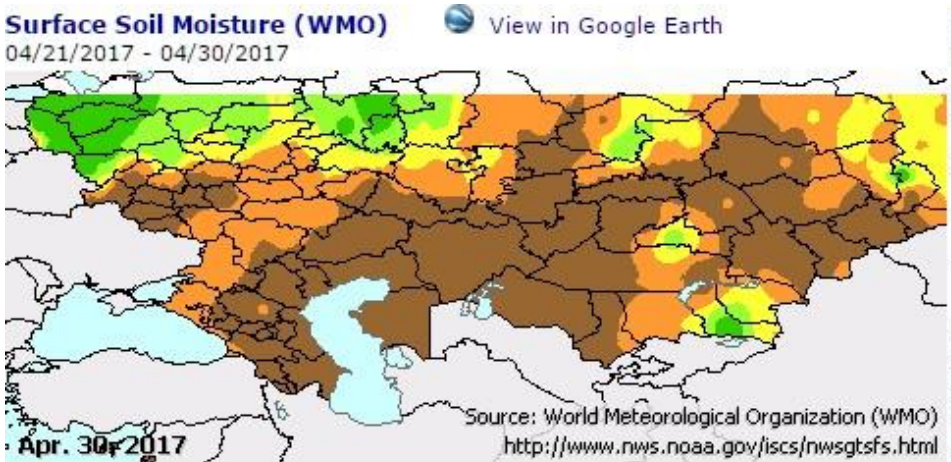 Surface Soil Moisture (WMO) View in Google Earth
04/21/2017 - 04/30/2017
Source: World Meteorological Organization (WMO)
Apr. 30, 2017 http://www.nws.noaa.gov/iscs/nwsgtsfs.html